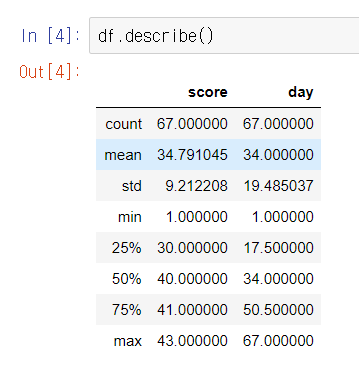 In [4]: df.describe()
Out[4]:
score day
count 67.000000 67.000000
mean 34.791045 34.000000
std 9.212208 19.485037
min 1.000000 1.000000
25% 30.000000 17.500000
50% 40.000000 34.000000
75% 41.000000 50.500000
max 43.000000 67.000000